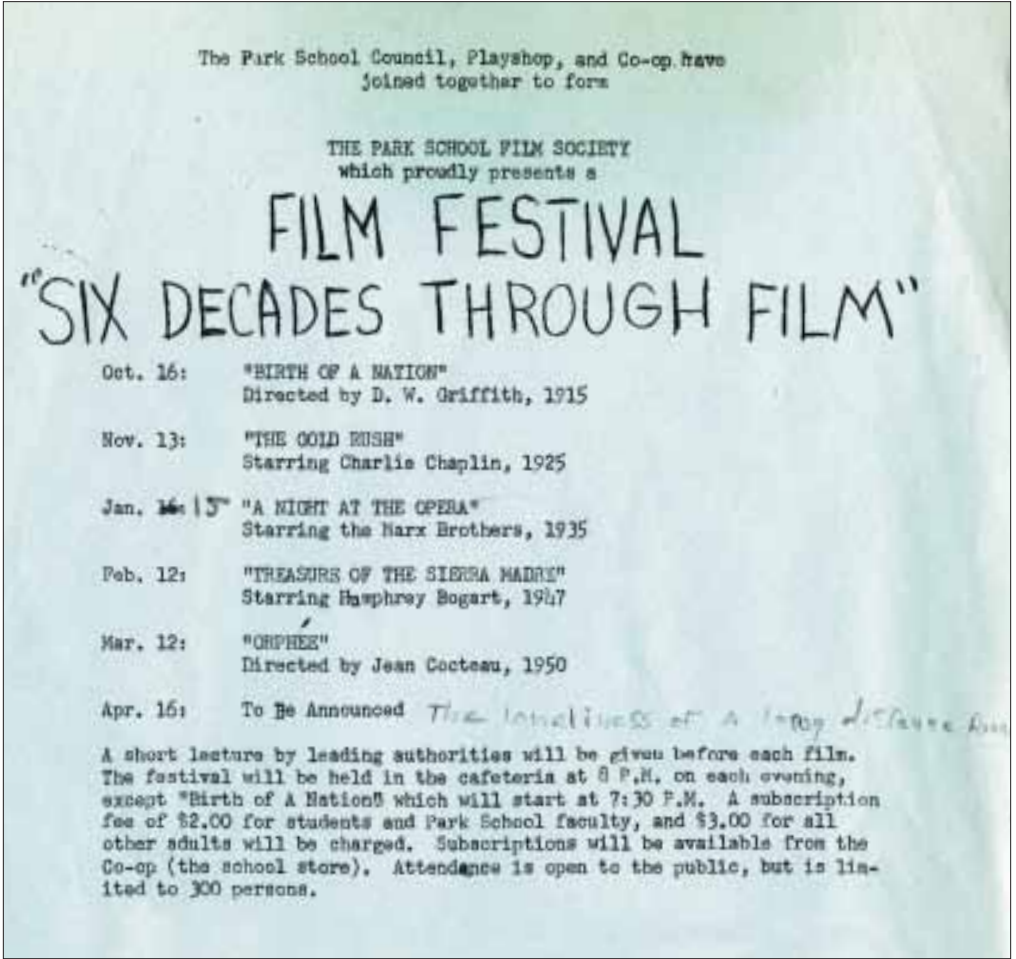 The Park School Council, Playshop, and Co-op have
joined together to form
THE PARK SCHOOL FILM SOCIETY
which proudly presents a
FILM FESTIVAL
"SIX DECADES THROUGH FILM"
Oct. 16: "BIRTH OF A NATION"
Directed by D. W. Griffith, 1915
Nov. 13: "THE GOLD RUSH"
Starring Charlie Chaplin, 1925
Jan. 16: 15 "A NIGHT AT THE OPERA"
Starring the Marx Brothers, 1935
Feb. 12: "TREASURE OF THE SIERRA MADRE"
Starring Humphrey Bogart, 1947
Mar. 12: "ORPHÉE"
Directed by Jean Cocteau, 1950
Apr. 16: To Be Announced The loneliness of a long distance
A short lecture by leading authorities will be given before each film.
The festival will be held in the cafeteria at 8 P.M. on each evening,
except "Birth of A Nation" which will start at 7:30 P.M. A subscription
fee of $2.00 for students and Park School faculty, and $3.00 for all
other adults will be charged. Subscriptions will be available from the
Co-op (the school store). Attendance is open to the public, but is lim-
ited to 300 persons.